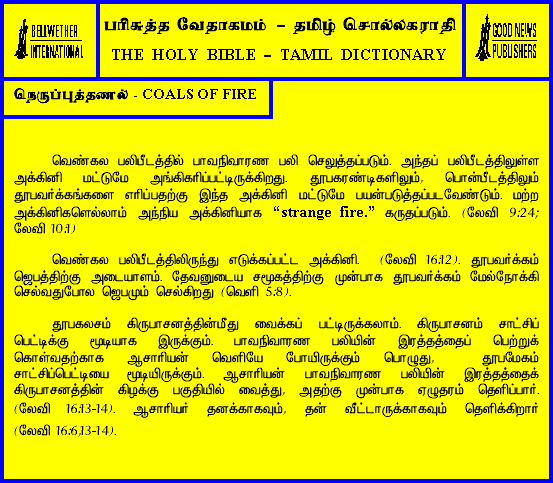 BELLWETHER
INTERNATIONAL
பரிசுத்த வேதாகமம் – தமிழ் சொல்லகராதி
THE HOLY BIBLE – TAMIL DICTIONARY
GOOD NEWS
PUBLISHERS
நெருப்புத்தணல் - COALS OF FIRE
வெண்கல பலிபீடத்தில் பாவநிவாரண பலி செலுத்தப்படும். அந்தப் பலிபீடத்திலுள்ள
அக்கினி மட்டுமே அங்கிகரிப்பட்டிருக்கிறது. தூபகரண்டிகளிலும், பொன்பீடத்திலும்
தூபவர்க்கங்களை எரிப்பதற்கு இந்த அக்கினி மட்டுமே பயன்படுத்தப்படவேண்டும். மற்ற
அக்கினிகளெல்லாம் அந்நிய அக்கினியாக “strange fire.” கருதப்படும். (லேவி 9:24;
லேவி 10:1)
வெண்கல பலிபீடத்திலிருந்து எடுக்கப்பட்ட அக்கினி. (லேவி 16:12). தூபவர்க்கம்
ஜெபத்திற்கு அடையாளம். தேவனுடைய சமூகத்திற்கு முன்பாக தூபவர்க்கம் மேல்நோக்கி
செல்வதுபோல ஜெபமும் செல்கிறது (வெளி 5:8).
தூபகலசம் கிருபாசனத்தின்மீது வைக்கப் பட்டிருக்கலாம். கிருபாசனம் சாட்சிப்
பெட்டிக்கு மூடியாக இருக்கும். பாவநிவாரண பலியின் இரத்தத்தைப் பெற்றுக்
கொள்வதற்காக ஆசாரியன் வெளியே போயிருக்கும் பொழுது, தூபமேகம்
சாட்சிப்பெட்டியை மூடியிருக்கும். ஆசாரியன் பாவநிவாரண பலியின் இரத்தத்தைக்
கிருபாசனத்தின் கிழக்கு பகுதியில் வைத்து, அதற்கு முன்பாக ஏழுதரம் தெளிப்பார்.
(லேவி 16:13-14). ஆசாரியர் தனக்காகவும், தன் வீட்டாருக்காகவும் தெளிக்கிறார்
(லேவி 16:6,13-14).